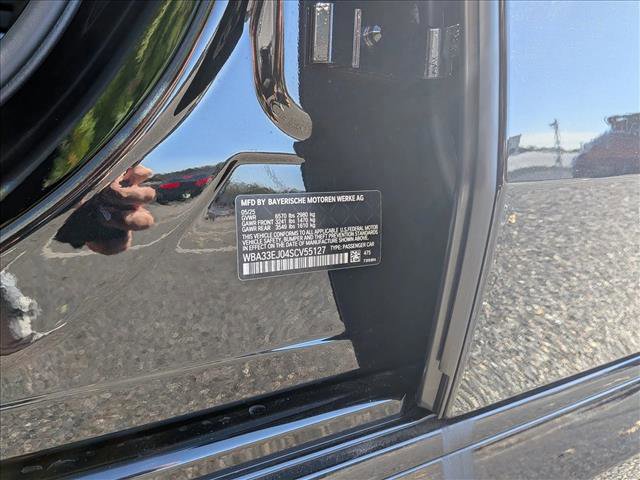 MFD BY BAYERISCHE MOTOREN WERKE AG
05/25
GVWR 6570 lbs 2980 kg
GAWR FRONT 3241 lbs 1470 kg
GAWR REAR 3549 lbs 1610 kg
THIS VEHICLE CONFORMS TO ALL APPLICABLE U.S.FEDERAL MOTOR
VEHICLE SAFETY, BUMPER AND THEFT PREVENTION STANDARDS
IN EFFECT ON THE DATE OF MANUFACTURE SHOWN ABOVE.
WBA33EJ04SCV55127 TYPE: PASSENGER CAR
475